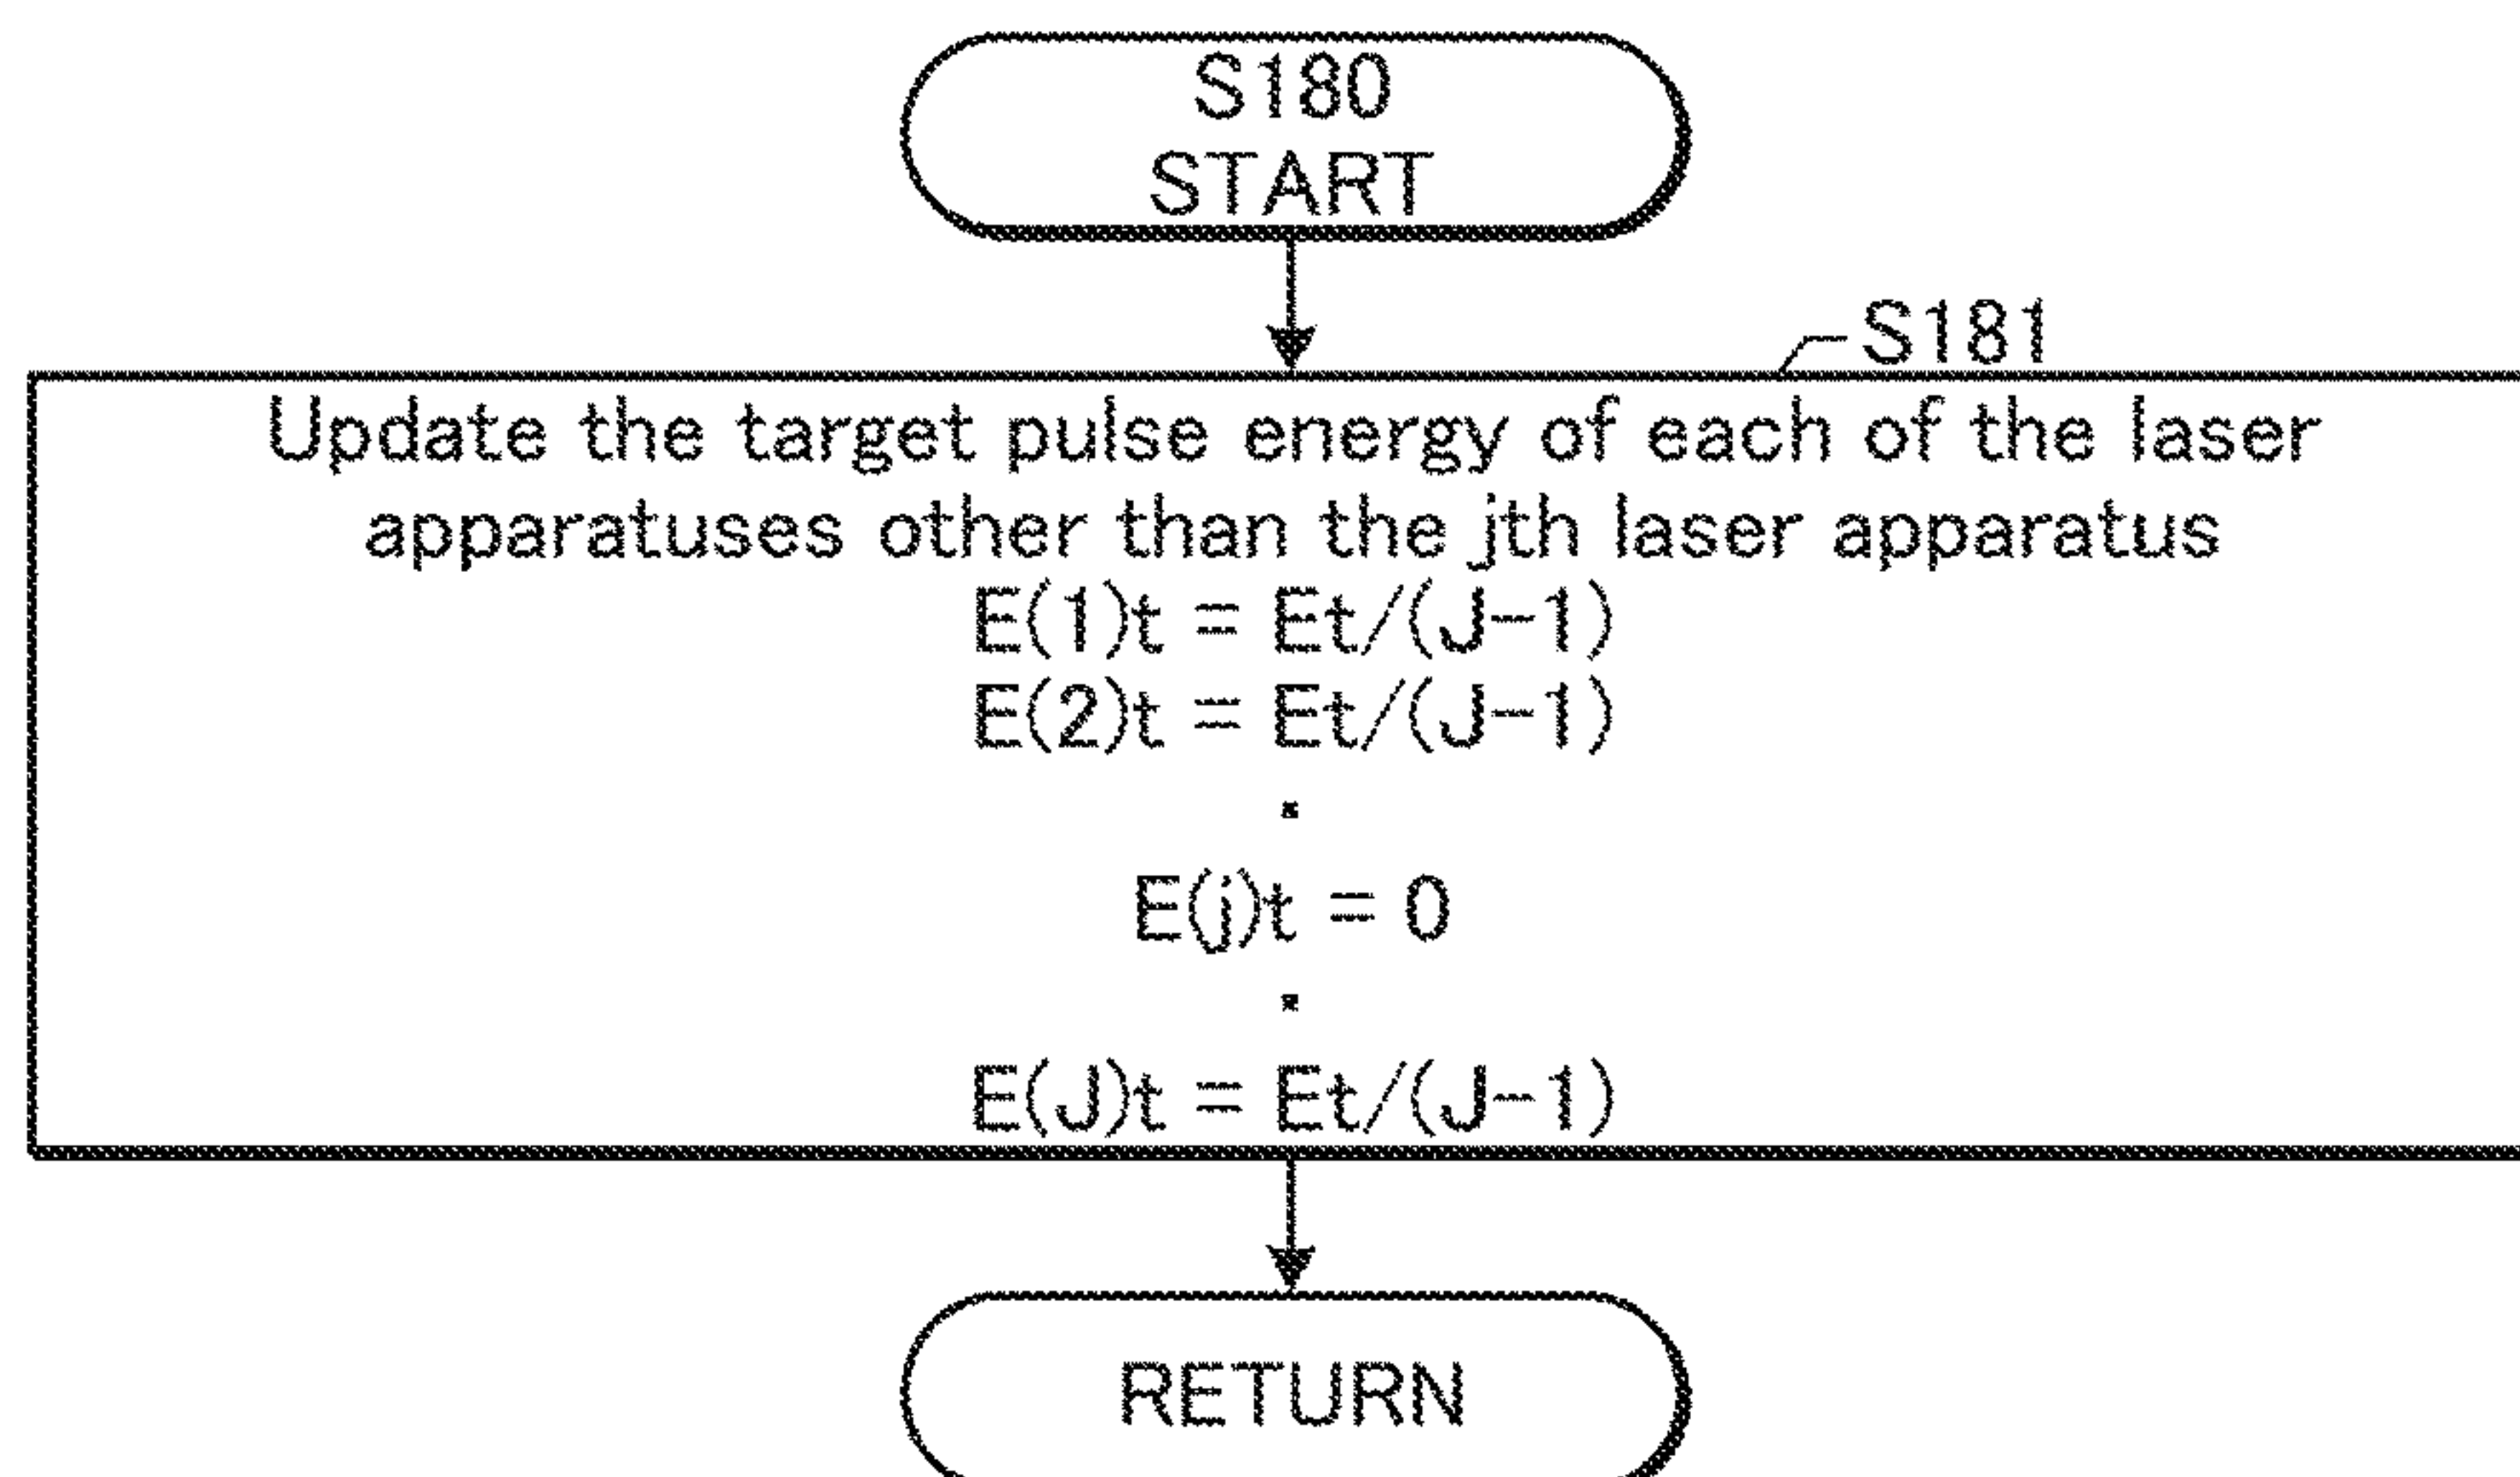 S180
START
S181
Update the target pulse energy of each of the laser
apparatuses other than the jth laser apparatus
E(1)t = Et/(J-1)
E(2)t = Et/(J-1)
.
E(j)t = 0
.
E(J)t = Et/(J-1)
RETURN